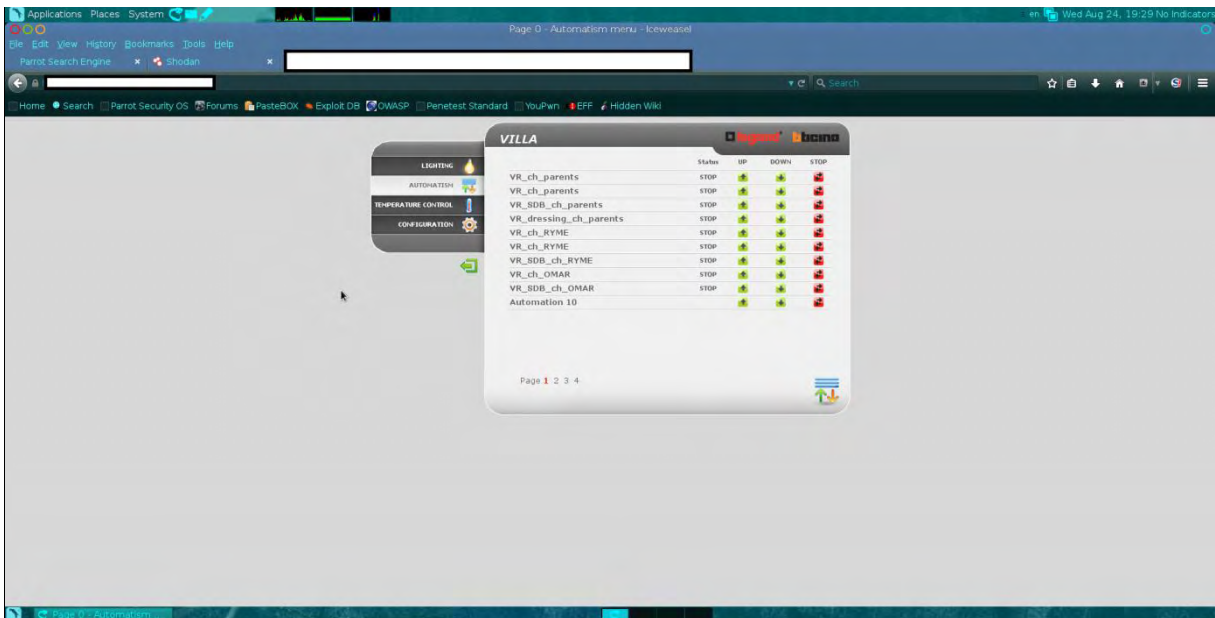 Applications Places System
en Wed Aug 24, 19:29 No Indicators
Page 0 - Automatism menu - Iceweasel
File Edit View History Bookmarks Tools Help
Parrot Search Engine × Shodan ×
Search
Home Search Parrot Security OS Forums PasteBOX Exploit DB OWASP Penetest Standard YouPwn EFF Hidden Wiki
VILLA legrand bticino
LIGHTING
AUTOMATISM
TEMPERATURE CONTROL
CONFIGURATION
Status UP DOWN STOP
VR_ch_parents STOP
VR_ch_parents STOP
VR_SDB_ch_parents STOP
VR_dressing_ch_parents STOP
VR_ch_RYME STOP
VR_ch_RYME STOP
VR_SDB_ch_RYME STOP
VR_ch_OMAR STOP
VR_SDB_ch_OMAR STOP
Automation 10
Page 1 2 3 4
Page 0 - Automatism